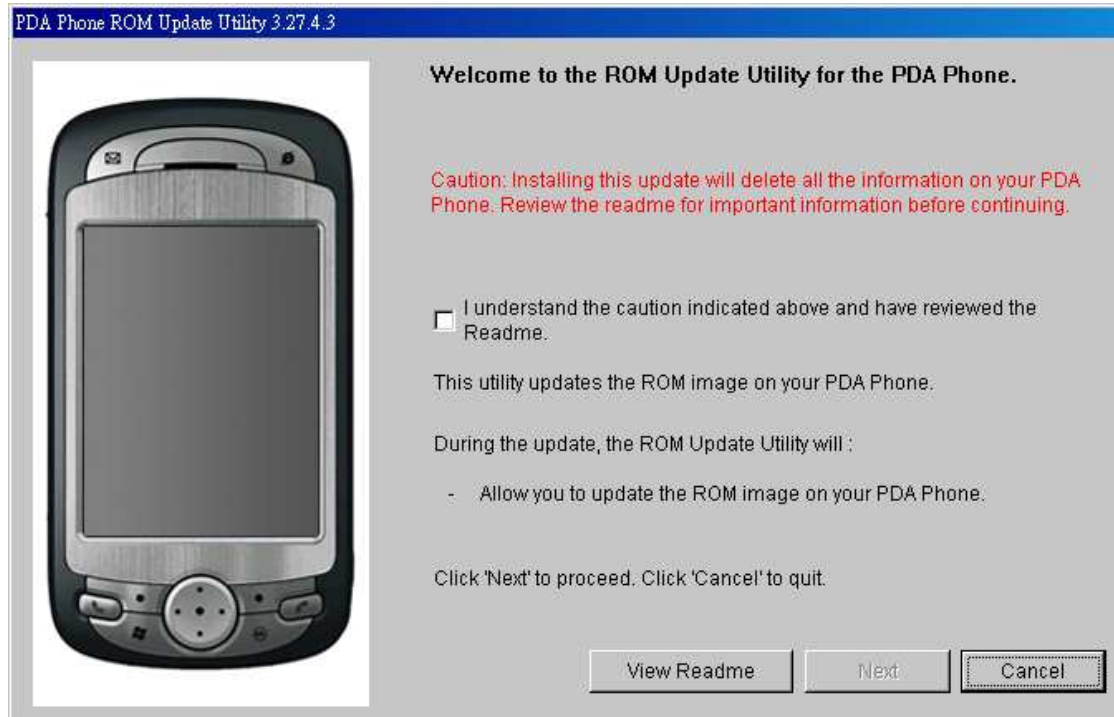 PDA Phone ROM Update Utility 3.27.4.3
Welcome to the ROM Update Utility for the PDA Phone.
Caution: Installing this update will delete all the information on your PDA
Phone. Review the readme for important information before continuing.
I understand the caution indicated above and have reviewed the
Readme.
This utility updates the ROM image on your PDA Phone.
During the update, the ROM Update Utility will :
- Allow you to update the ROM image on your PDA Phone.
Click 'Next' to proceed. Click 'Cancel' to quit.
View Readme
Next
Cancel